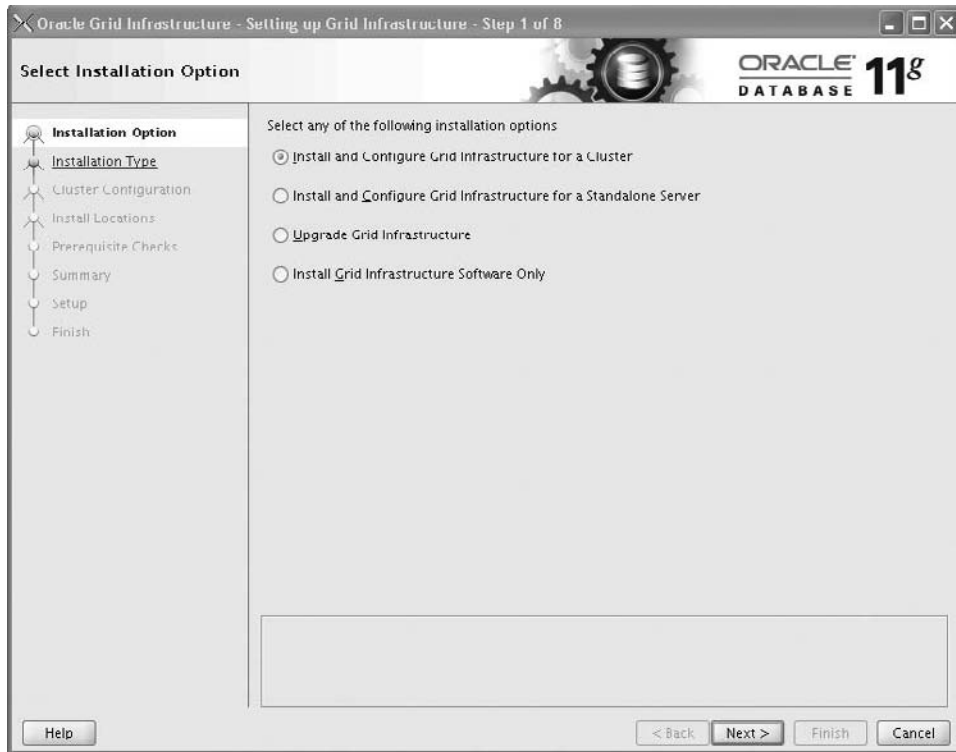 Oracle Grid Infrastructure - Setting up Grid Infrastructure - Step 1 of 8
Select Installation Option
ORACLE
DATABASE
11g
Installation Option
Installation Type
Cluster Configuration
Install Locations
Prerequisite Checks
Summary
Setup
Finish
Select any of the following installation options
Install and Configure Grid Infrastructure for a Cluster
Install and Configure Grid Infrastructure for a Standalone Server
Upgrade Grid Infrastructure
Install Grid Infrastructure Software Only
Help
< Back
Next >
Finish
Cancel